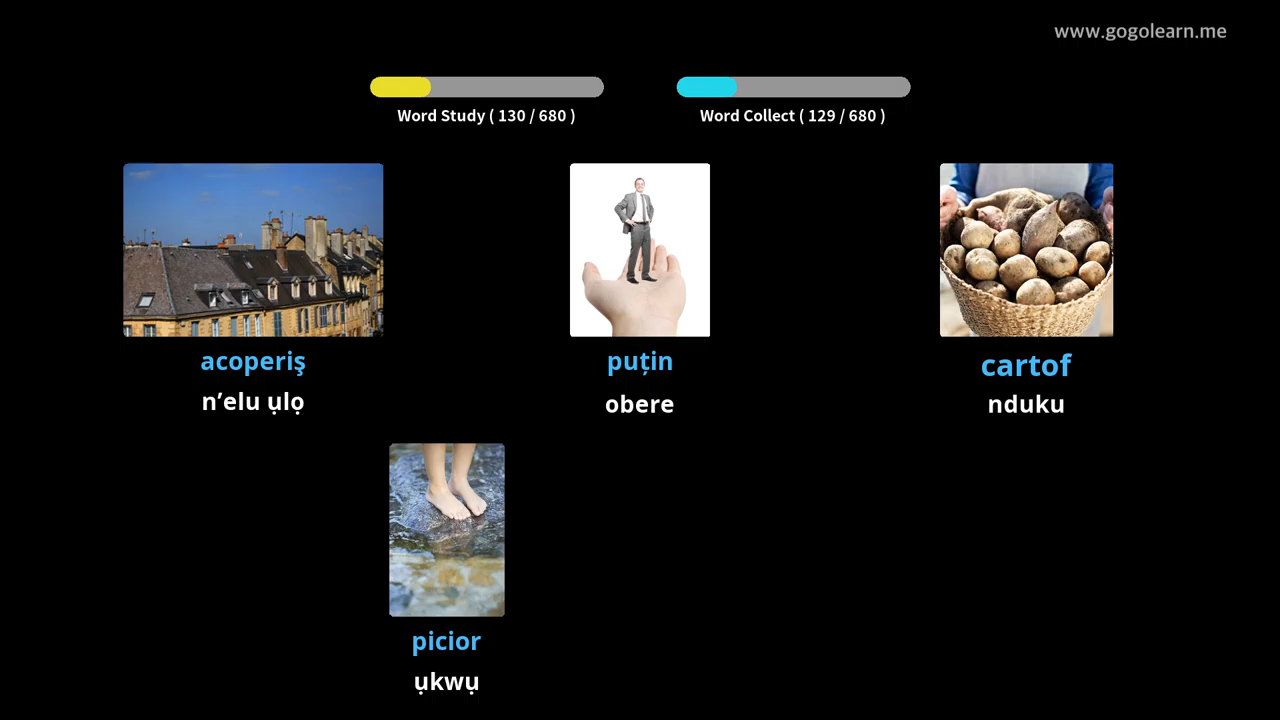 www.gogolearn.me
Word Study ( 130 / 680 )
Word Collect ( 129 / 680 )
acoperiş
puțin
cartof
n’elu ụlọ
obere
nduku
picior
ụkwụ